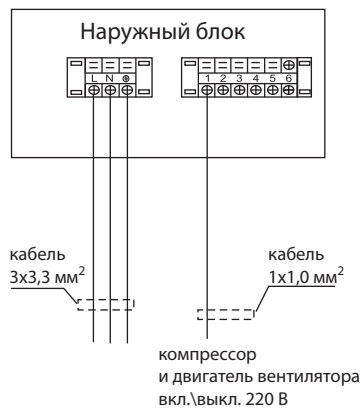 Наружный блок
L N
1 2 3 4 5 6
кабель
3х3,3 мм²
кабель
1х1,0 мм²
компрессор
и двигатель вентилятора
вкл.\выкл. 220 В